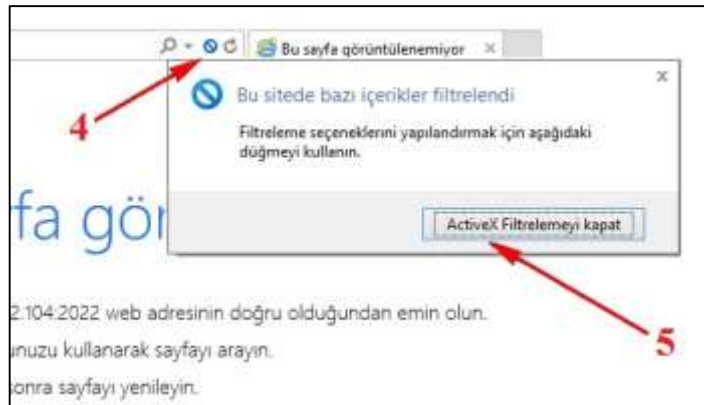 Bu sayfa görüntülenemiyor
Bu sitede bazı içerikler filtrelendi
Filtreleme seçeneklerini yapılandırmak için aşağıdaki
düğmeyi kullanın.
ActiveX Filtrelemeyi kapat
4
fa gör
5
2.104:2022 web adresinin doğru olduğundan emin olun.
unuzu kullanarak sayfayı arayın.
sonra sayfayı yenileyin.